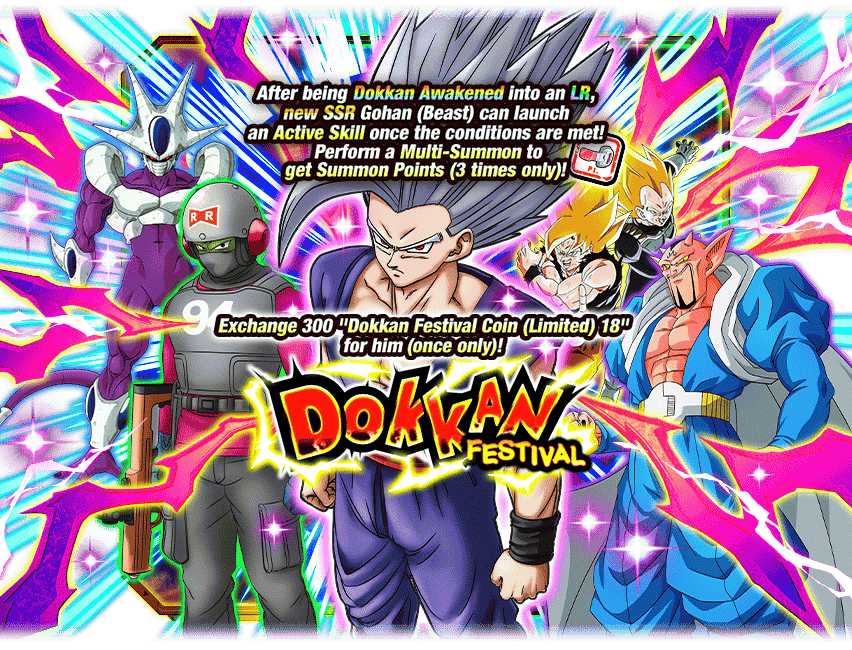 After being Dokkan Awakened into an LR,
new SSR Gohan (Beast) can launch
an Active Skill once the conditions are met!
Perform a Multi-Summon to
get Summon Points (3 times only)!
R R
94
Exchange 300 "Dokkan Festival Coin (Limited) 18"
for him (once only)!
DOKKAN
FESTIVAL